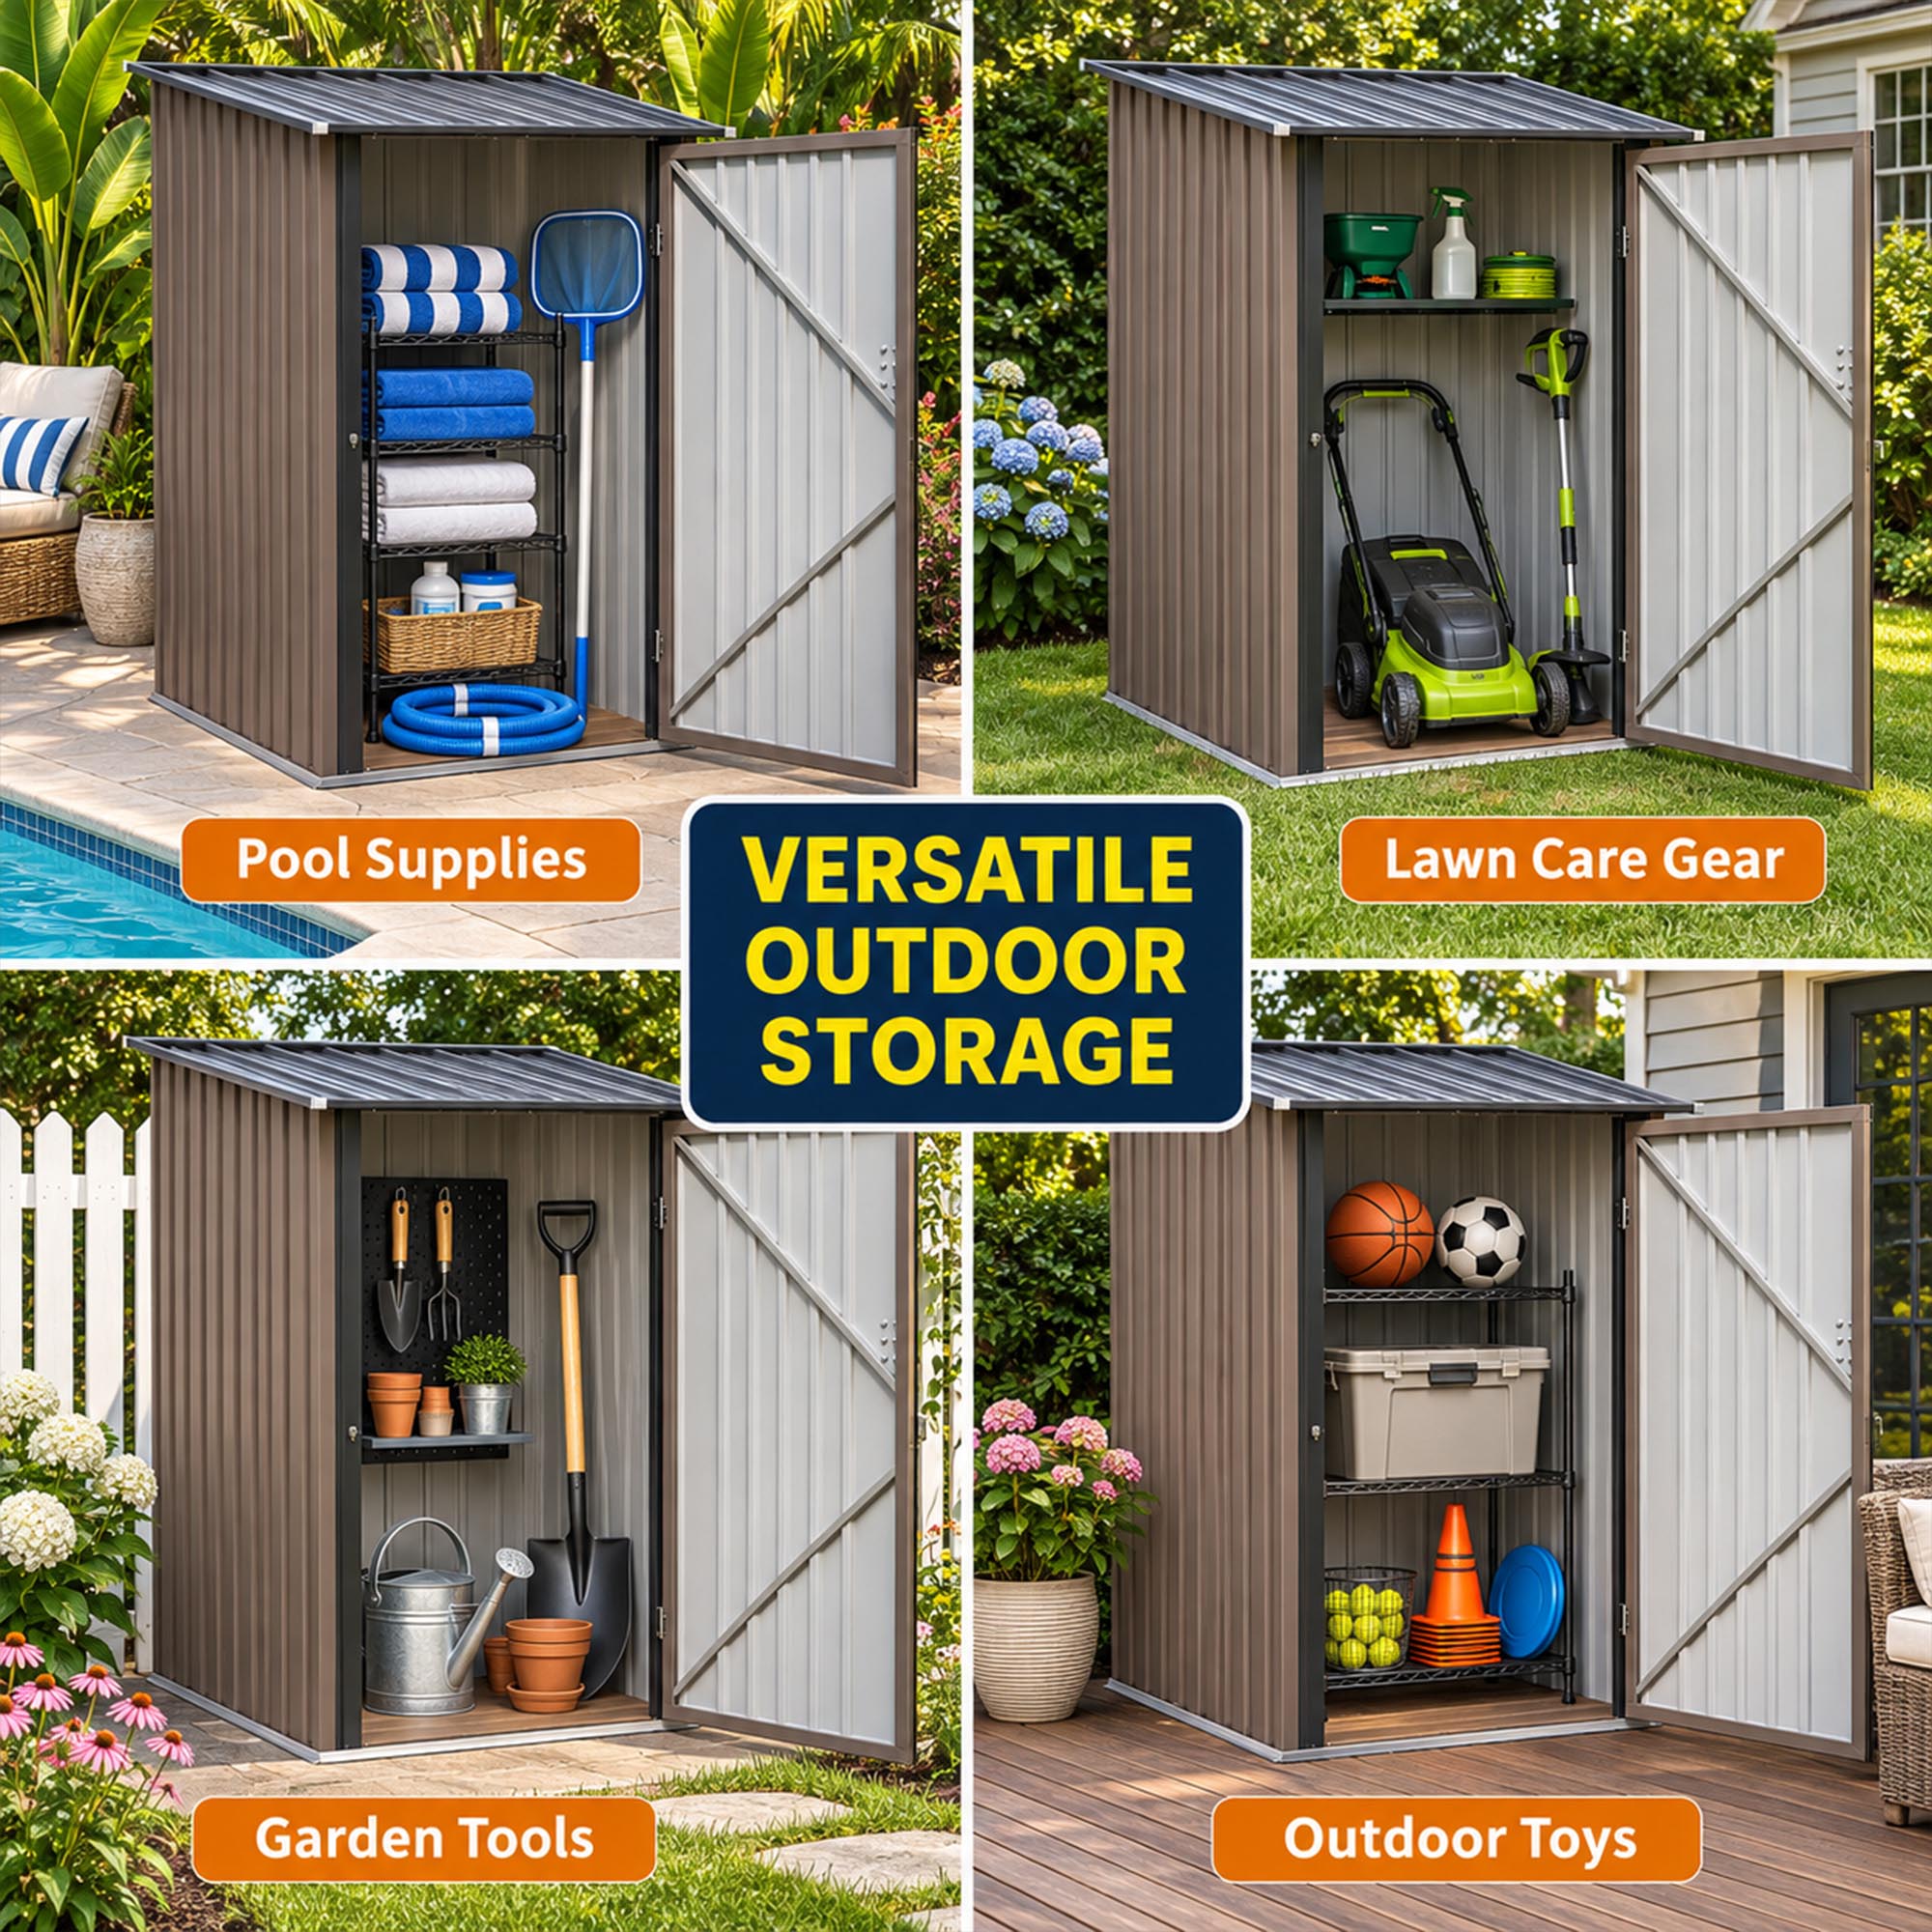 Pool Supplies
Lawn Care Gear
VERSATILE
OUTDOOR
STORAGE
Garden Tools
Outdoor Toys